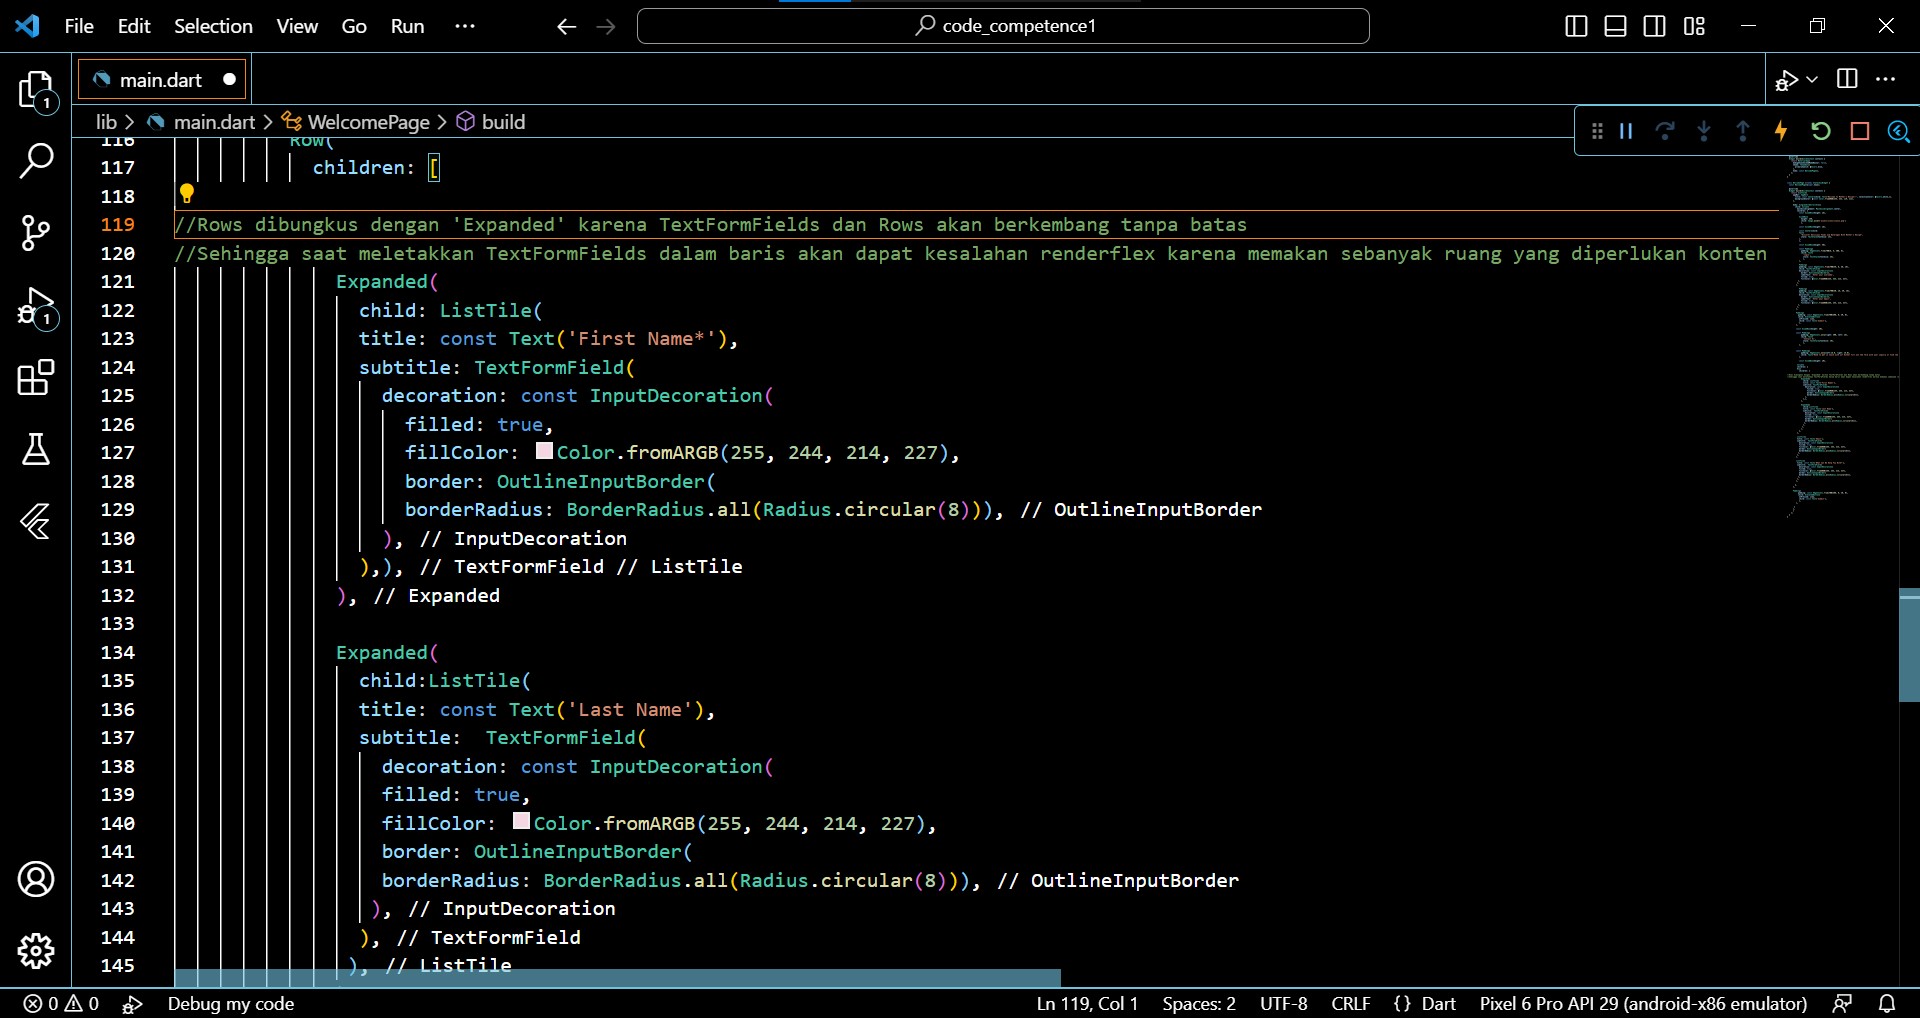 File Edit Selection View Go Run ··· code_competence1
main.dart
lib > main.dart > WelcomePage > build
116 Row(
117 children: [
118
119 //Rows dibungkus dengan 'Expanded' karena TextFormFields dan Rows akan berkembang tanpa batas
120 //Sehingga saat meletakkan TextFormFields dalam baris akan dapat kesalahan renderflex karena memakan sebanyak ruang yang diperlukan konten
121 Expanded(
122 child: ListTile(
123 title: const Text('First Name*'),
124 subtitle: TextFormField(
125 decoration: const InputDecoration(
126 filled: true,
127 fillColor: Color.fromARGB(255, 244, 214, 227),
128 border: OutlineInputBorder(
129 borderRadius: BorderRadius.all(Radius.circular(8))), // OutlineInputBorder
130 ), // InputDecoration
131 ),), // TextFormField // ListTile
132 ), // Expanded
133
134 Expanded(
135 child:ListTile(
136 title: const Text('Last Name'),
137 subtitle:  TextFormField(
138 decoration: const InputDecoration(
139 filled: true,
140 fillColor: Color.fromARGB(255, 244, 214, 227),
141 border: OutlineInputBorder(
142 borderRadius: BorderRadius.all(Radius.circular(8))), // OutlineInputBorder
143 ), // InputDecoration
144 ), // TextFormField
145 ), // ListTile
1
1
0 0 Debug my code Ln 119, Col 1 Spaces: 2 UTF-8 CRLF {} Dart Pixel 6 Pro API 29 (android-x86 emulator)